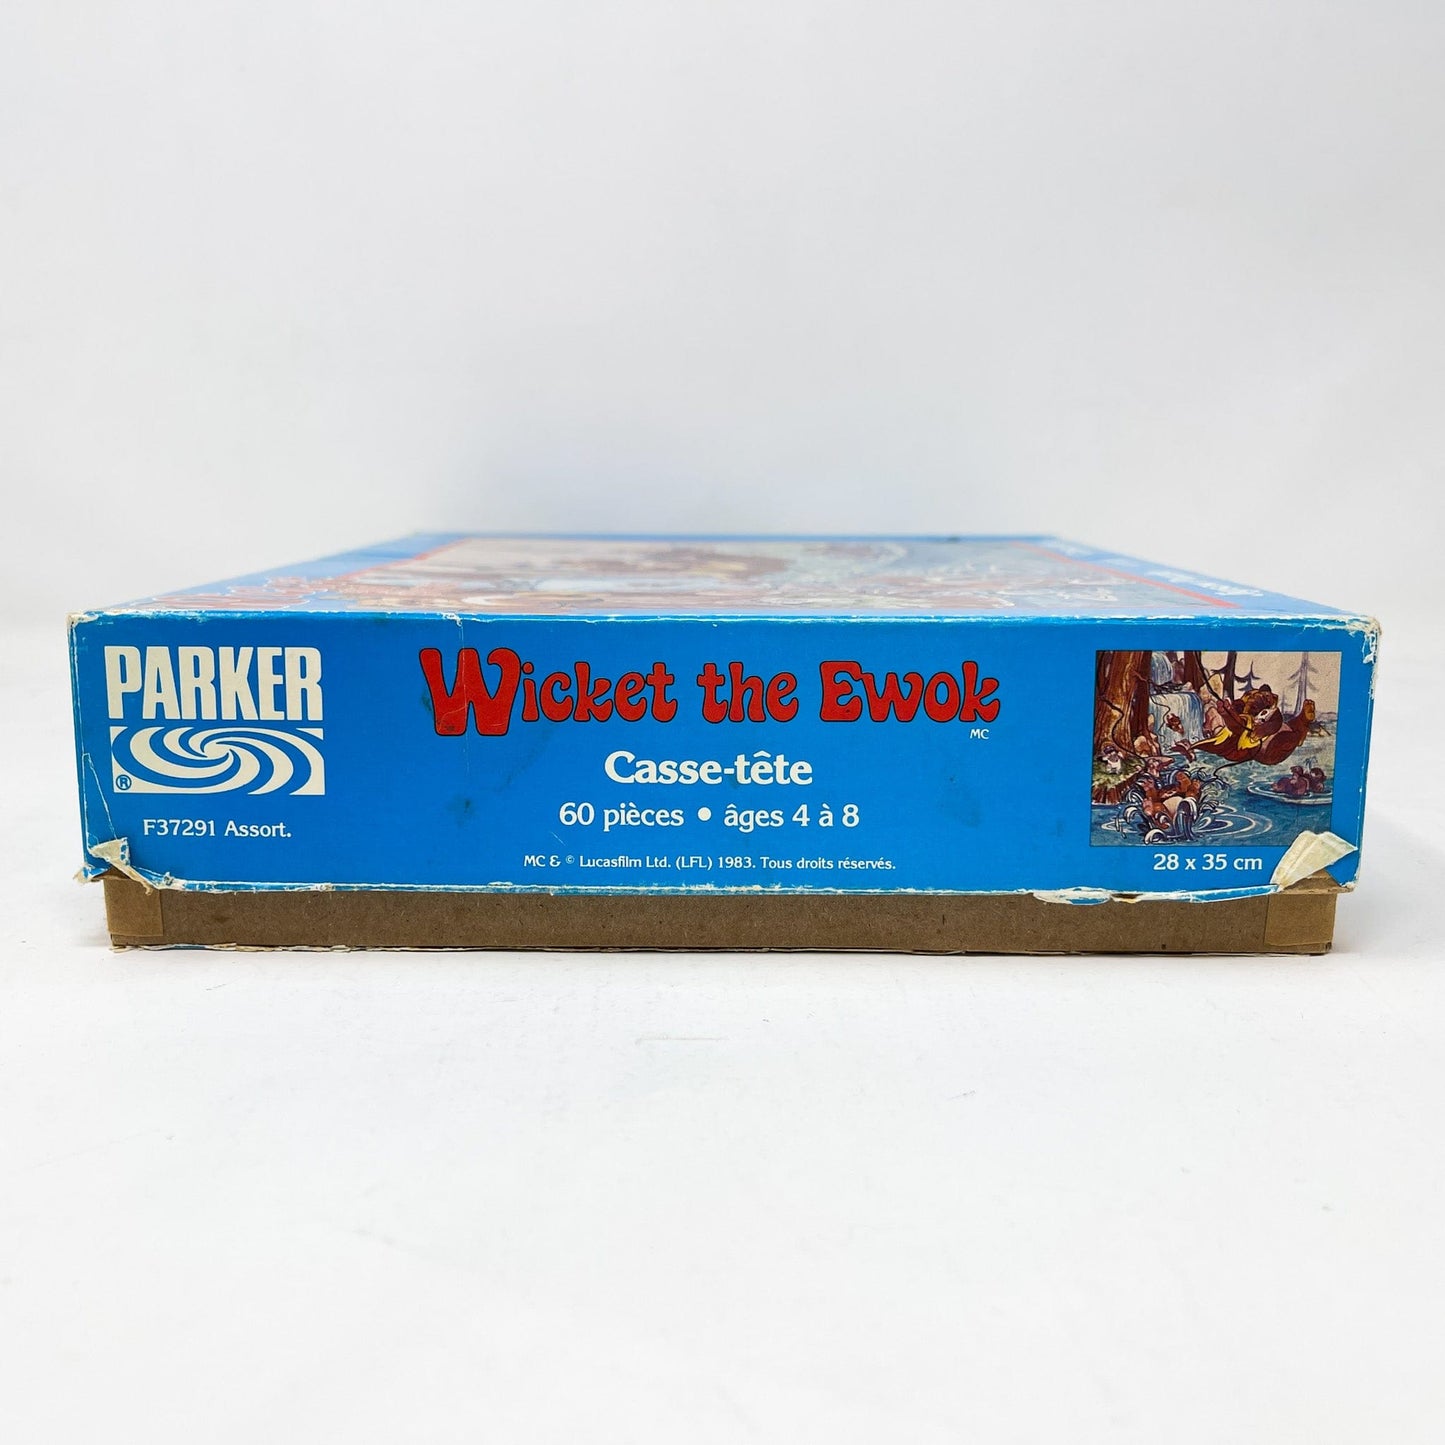 PARKER
®
F37291 Assort.
Wicket the Ewok
MC
Casse-tête
60 pièces • âges 4 à 8
MC & © Lucasfilm Ltd. (LFL) 1983. Tous droits réservés.
28 x 35 cm